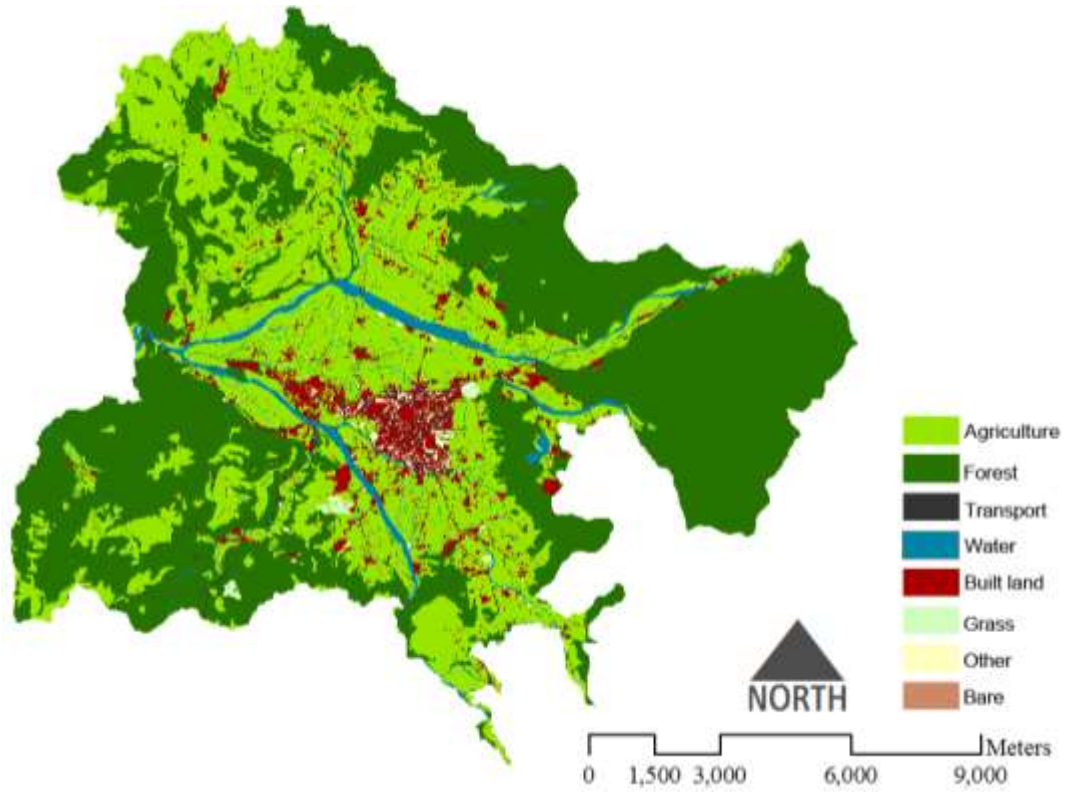 Agriculture
Forest
Transport
Water
Built land
Grass
Other
Bare
NORTH
Meters
0 1,500 3,000 6,000 9,000